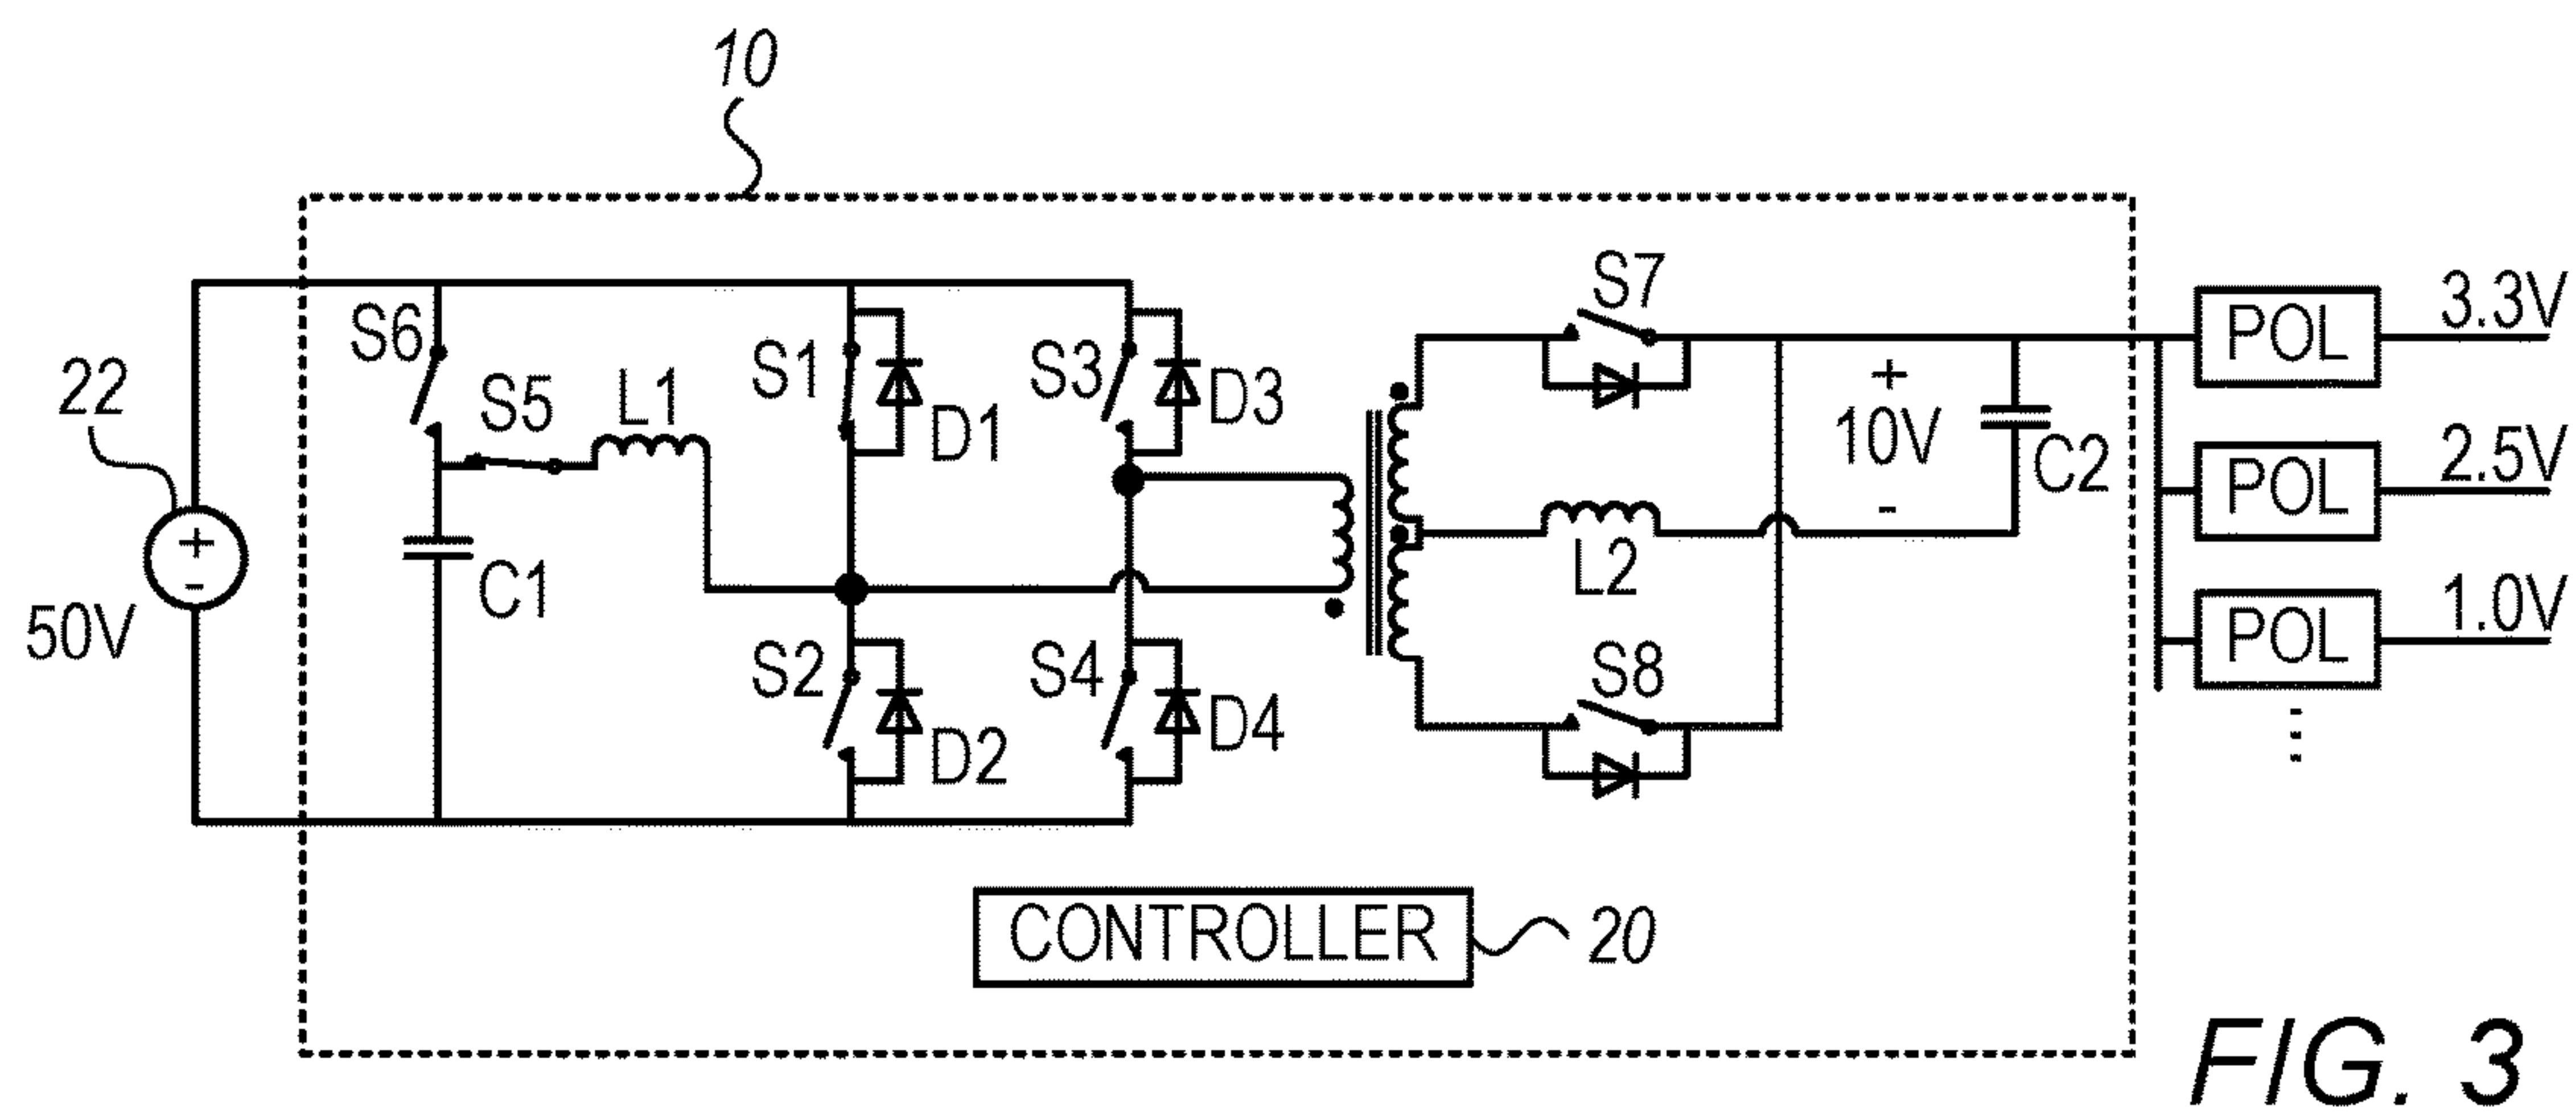 10
S7
3.3V
POL
S6
S5
L1
S1
D1
S3
D3
22
+
10V
-
C2
2.5V
POL
+
-
50V
C1
L2
1.0V
POL
S2
D2
S4
D4
S8
CONTROLLER
20
FIG. 3